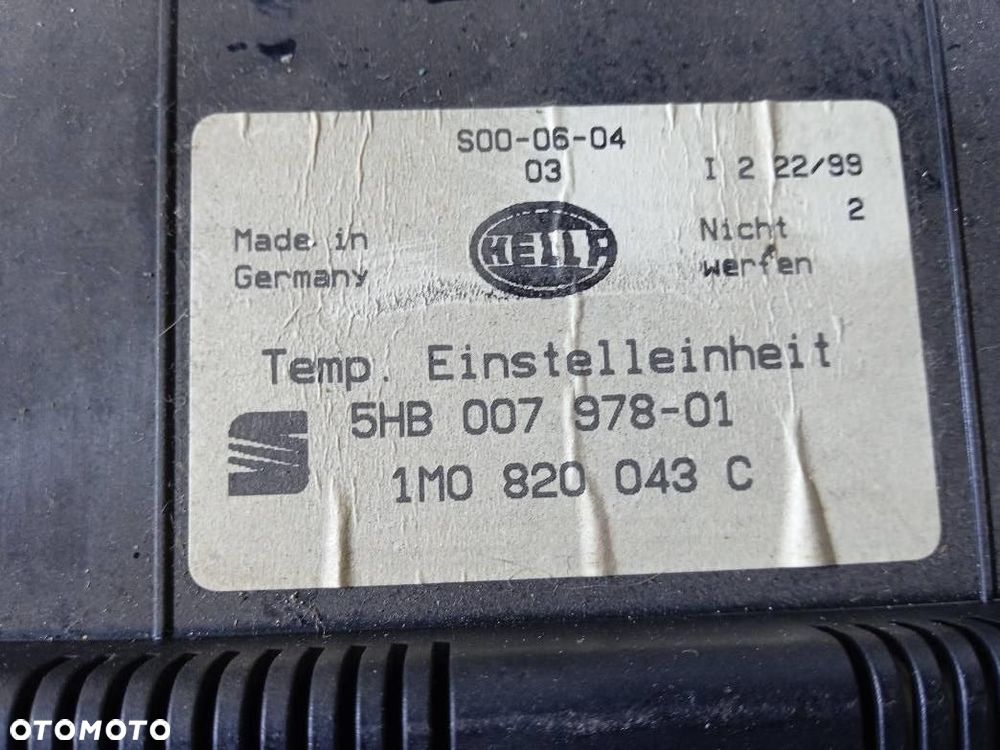 S00-06-04
03
I 2 22/99
2
Made in
Germany
HELLA
Nicht
werfen
Temp. Einstelleinheit
5HB 007 978-01
1M0 820 043 C
OTOMOTO